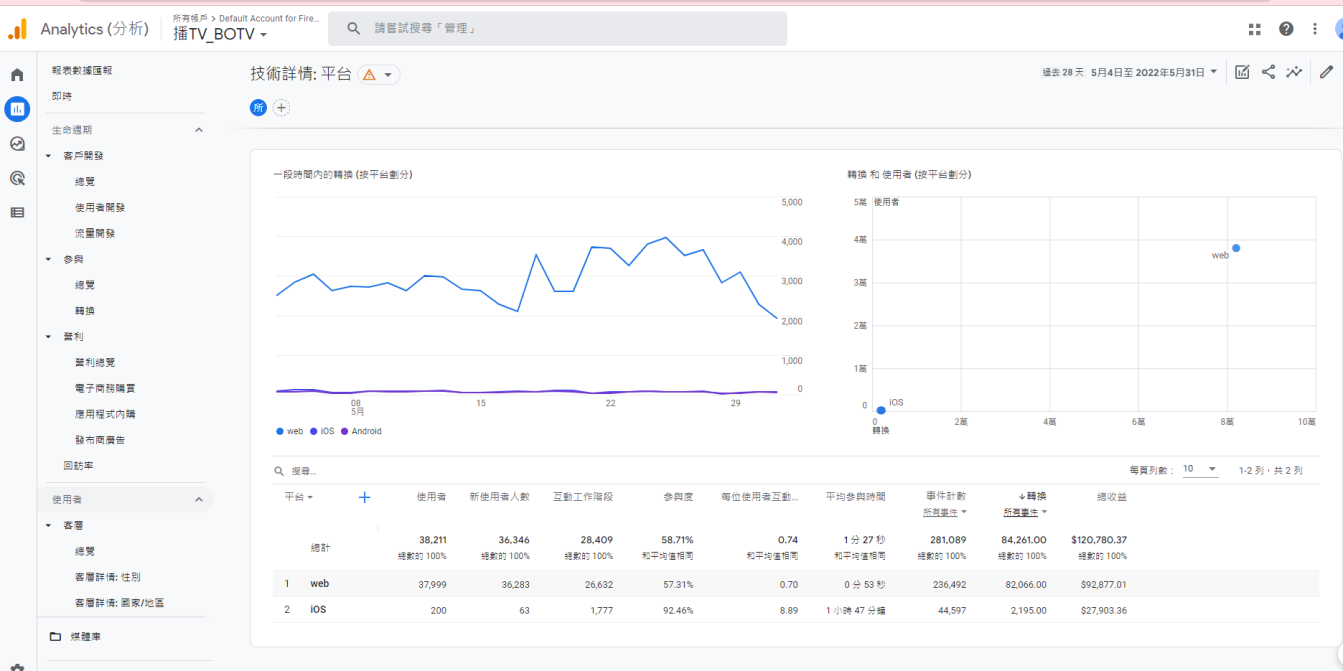 Analytics (分析)
所有帳戶 > Default Account for Fire...
播TV_BOTV
請嘗試搜尋「管理」
報表數據匯報
即時
生命週期
客戶開發
總覽
使用者開發
流量開發
參與
總覽
轉換
營利
營利總覽
電子商務購買
應用程式內購
發布商廣告
回訪率
使用者
客層
總覽
客層詳情: 性別
客層詳情: 國家/地區
媒體庫
技術詳情: 平台
過去 28 天 5月4日至 2022年5月31日
所
一段時間內的轉換 (按平台劃分)
5,000
4,000
3,000
2,000
1,000
0
08
5月
15
22
29
web iOS Android
轉換 和 使用者 (按平台劃分)
5萬 使用者
4萬
3萬
2萬
1萬
0
web
iOS
0 2萬 4萬 6萬 8萬 10萬
轉換
搜尋...
每頁列數： 10 1-2 列，共 2 列
平台 使用者 新使用者人數 互動工作階段 參與度 每位使用者互動... 平均參與時間 事件計數 轉換 總收益
所有事件 所有事件
總計 38,211 36,346 28,409 58.71% 0.74 1 分 27 秒 281,089 84,261.00 $120,780.37
總數的 100% 總數的 100% 總數的 100% 和平均值相同 和平均值相同 和平均值相同 總數的 100% 總數的 100% 總數的 100%
1 web 37,999 36,283 26,632 57.31% 0.70 0 分 53 秒 236,492 82,066.00 $92,877.01
2 iOS 200 63 1,777 92.46% 8.89 1 小時 47 分鐘 44,597 2,195.00 $27,903.36